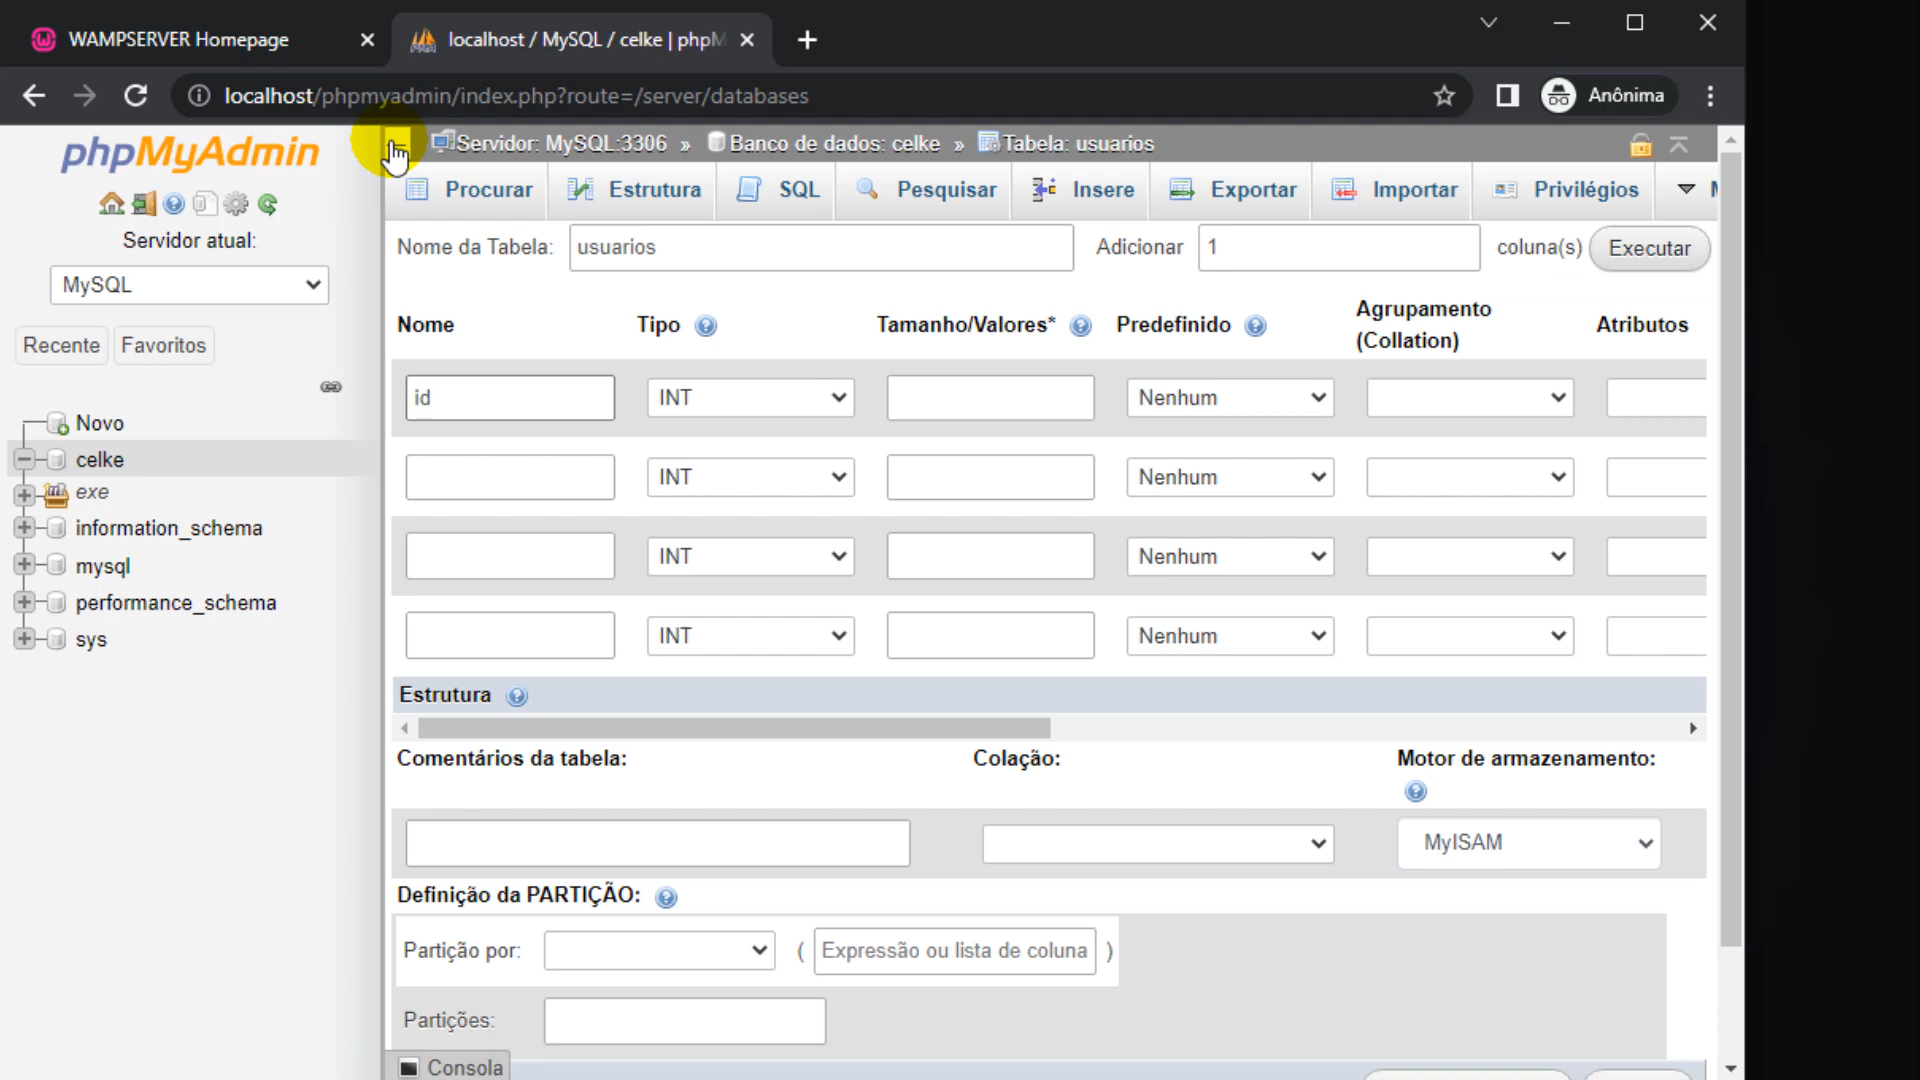 WAMPSERVER Homepage
localhost / MySQL / celke | phpM
localhost/phpmyadmin/index.php?route=/server/databases
Anônima
phpMyAdmin
Servidor atual:
MySQL
Recente
Favoritos
Novo
celke
exe
information_schema
mysql
performance_schema
sys
Servidor: MySQL:3306 » Banco de dados: celke » Tabela: usuarios
Procurar
Estrutura
SQL
Pesquisar
Insere
Exportar
Importar
Privilégios
Nome da Tabela: usuarios Adicionar 1 coluna(s) Executar
Nome Tipo Tamanho/Valores* Predefinido Agrupamento (Collation) Atributos
id INT Nenhum
INT Nenhum
INT Nenhum
INT Nenhum
Estrutura
Comentários da tabela: Colação: Motor de armazenamento:
MyISAM
Definição da PARTIÇÃO:
Partição por: ( Expressão ou lista de coluna )
Partições:
Consola